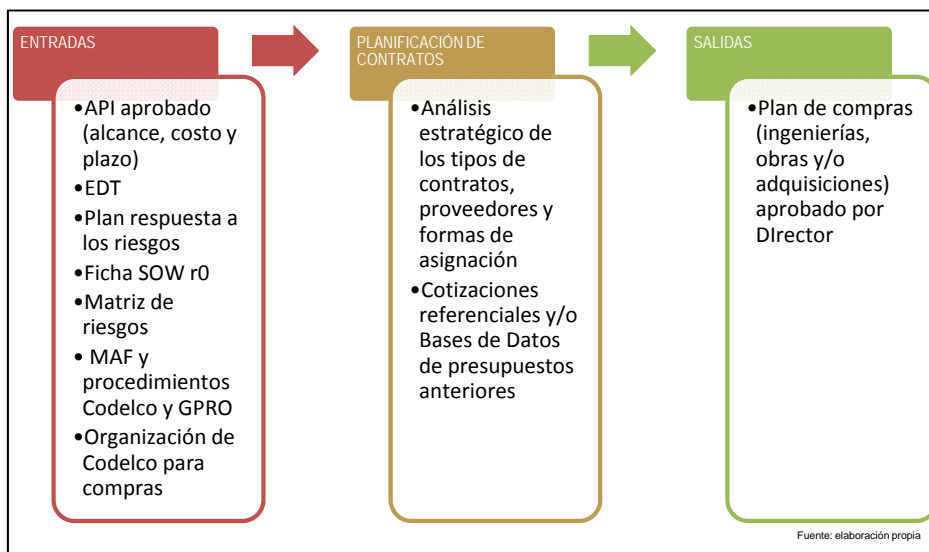 ENTRADAS
•API aprobado
(alcance, costo y
plazo)
•EDT
•Plan respuesta a
los riesgos
•Ficha SOW r0
•Matriz de
riesgos
• MAF y
procedimientos
Codelco y GPRO
•Organización de
Codelco para
compras
PLANIFICACIÓN DE
CONTRATOS
•Análisis
estratégico de
los tipos de
contratos,
proveedores y
formas de
asignación
•Cotizaciones
referenciales y/o
Bases de Datos
de presupuestos
anteriores
SALIDAS
•Plan de compras
(ingenierías,
obras y/o
adquisiciones)
aprobado por
DIrector
Fuente: elaboración propia